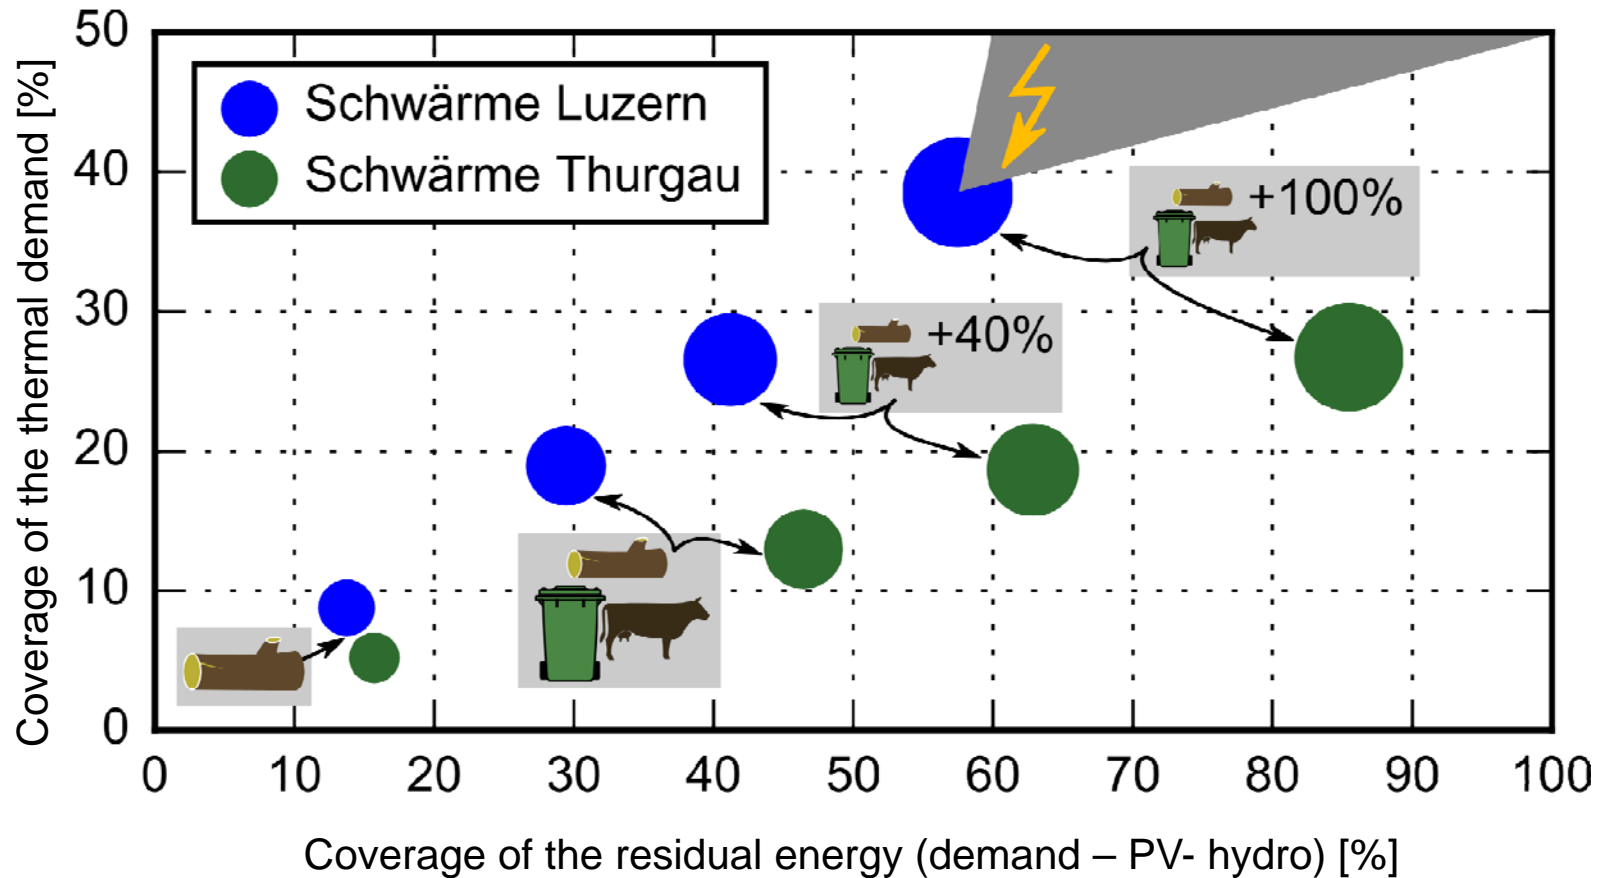 Coverage of the thermal demand [%]
50
40
30
20
10
0
Schwärme Luzern
Schwärme Thurgau
+100%
+40%
0 10 20 30 40 50 60 70 80 90 100
Coverage of the residual energy (demand – PV- hydro) [%]